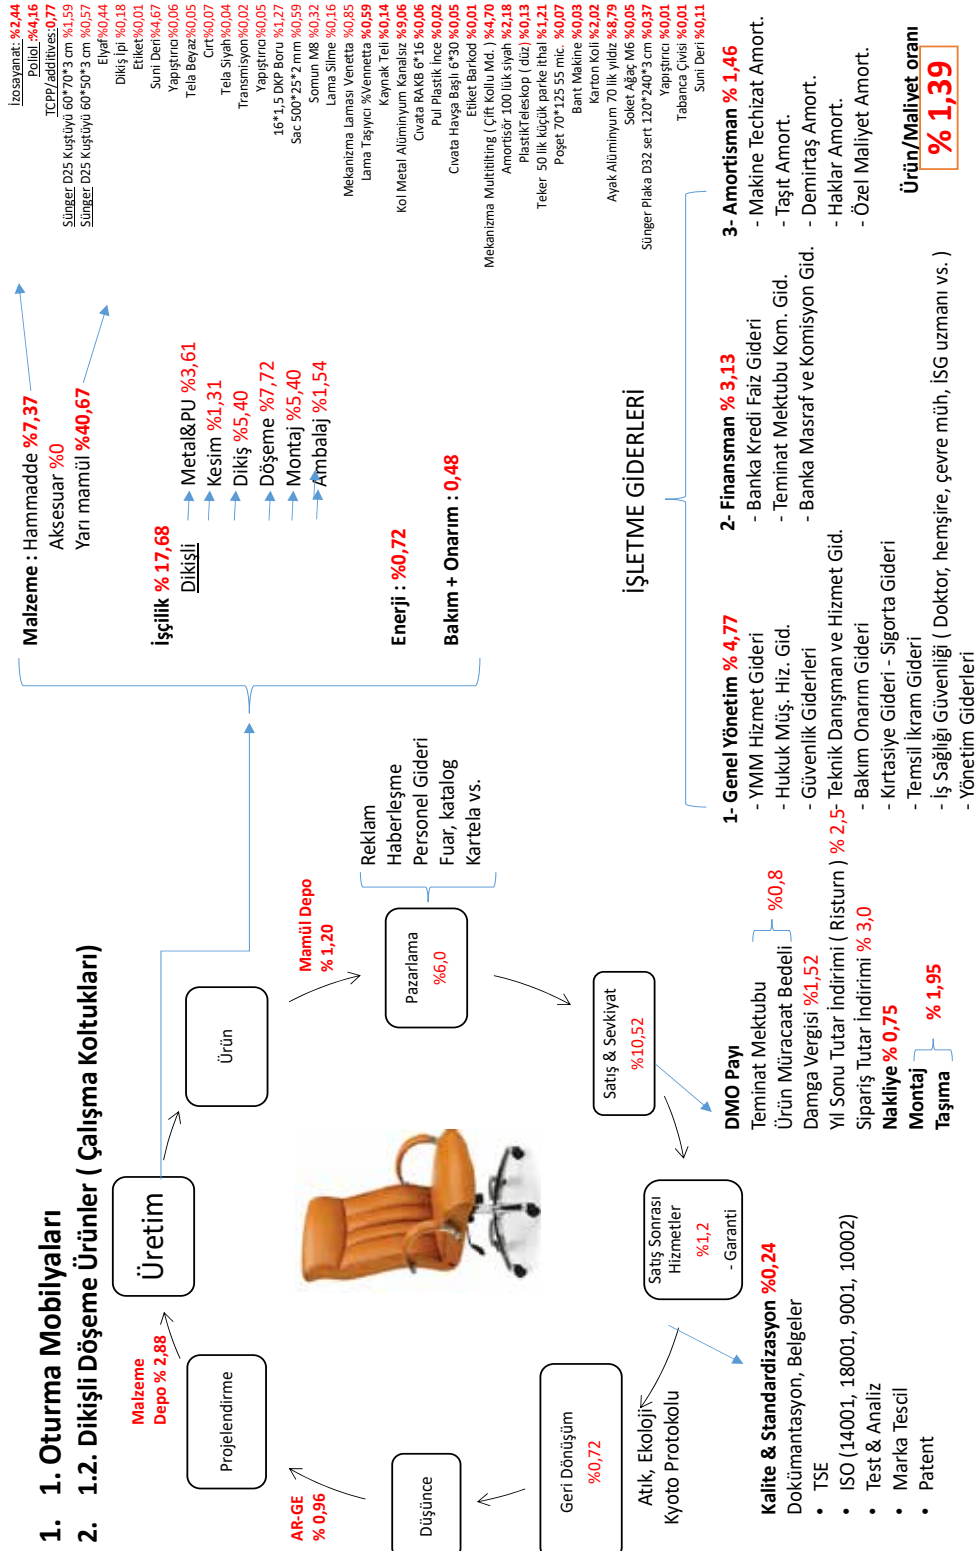 1. 1. Oturma Mobilyaları
2. 1.2. Dikişli Döşeme Ürünler ( Çalışma Koltukları)
Malzeme
Depo % 2,88
Üretim
Projelendirme
AR-GE
% 0,96
Düşünce
Geri Dönüşüm
%0,72
Atık, Ekoloji
Kyoto Protokolu
Ürün
Mamül Depo
% 1,20
Pazarlama
%6,0
Reklam
Haberleşme
Personel Gideri
Fuar, katalog
Kartela vs.
Satış & Sevkiyat
%10,52
Satış Sonrası
Hizmetler
%1,2
- Garanti
Kalite & Standardizasyon %0,24
Dokümantasyon, Belgeler
• TSE
• ISO (14001, 18001, 9001, 10002)
• Test & Analiz
• Marka Tescil
• Patent
DMO Payı
Teminat Mektubu
Ürün Müracaat Bedeli
%0,8
Damga Vergisi %1,52
Yıl Sonu Tutar İndirimi ( Risturn ) % 2,5
Sipariş Tutar İndirimi % 3,0
Nakliye % 0,75
Montaj
Taşıma
% 1,95
Malzeme : Hammadde %7,37
Aksesuar %0
Yarı mamül %40,67
İşçilik % 17,68
Dikişli
Metal&PU %3,61
Kesim %1,31
Dikiş %5,40
Döşeme %7,72
Montaj %5,40
Ambalaj %1,54
Enerji : %0,72
Bakım + Onarım : 0,48
İzosayanat: %2,44
Poliol :%4,16
TCPP/additives:0,77
Sünger D25 Kuştüyü 60*70*3 cm %1,59
Sünger D25 Kuştüyü 60*50*3 cm %0,57
Elyaf%0,44
Dikiş İpi %0,18
Etiket%0,01
Suni Deri%4,67
Yapıştırıcı%0,06
Tela Beyaz%0,05
Cırt%0,07
Tela Siyah%0,04
Transmisyon%0,02
Yapıştırıcı%0,05
16*1,5 DKP Boru %1,27
Sac 500*25*2 mm %0,59
Somun M8 %0,32
Lama Silme %0,16
Mekanizma Laması Venetta %0,85
Lama Taşıyıcı %Vennetta %0,59
Kaynak Teli %0,14
Kol Metal Alüminyum Kanalsız %9,06
Cıvata RAKB 6*16 %0,06
Pul Plastik İnce %0,02
Cıvata Havşa Başlı 6*30 %0,05
Etiket Barkod %0,01
Mekanizma Multitilting ( Çift Kollu Md. ) %4,70
Amortisör 100 lük siyah %2,18
PlastikTeleskop ( düz) %0,13
Teker 50 lik küçük parke ithal %1,21
Poşet 70*125 55 mic. %0,07
Bant Makine %0,03
Karton Koli %2,02
Ayak Alüminyum 70 lik yıldız %8,79
Soket Ağaç M6 %0,05
Sünger Plaka D32 sert 120*240*3 cm %0,37
Yapıştırıcı %0,01
Tabanca Çivisi %0,01
Suni Deri %0,11
İŞLETME GİDERLERİ
1- Genel Yönetim % 4,77
- YMM Hizmet Gideri
- Hukuk Müş. Hiz. Gid.
- Güvenlik Giderleri
- Teknik Danışman ve Hizmet Gid.
- Bakım Onarım Gideri
- Kırtasiye Gideri - Sigorta Gideri
- Temsil İkram Gideri
- İş Sağlığı Güvenliği ( Doktor, hemşire, çevre müh, İSG uzmanı vs. )
- Yönetim Giderleri
2- Finansman % 3,13
- Banka Kredi Faiz Gideri
- Teminat Mektubu Kom. Gid.
- Banka Masraf ve Komisyon Gid.
3- Amortisman % 1,46
- Makine Techizat Amort.
- Taşıt Amort.
- Demirtaş Amort.
- Haklar Amort.
- Özel Maliyet Amort.
Ürün/Maliyet oranı
% 1,39